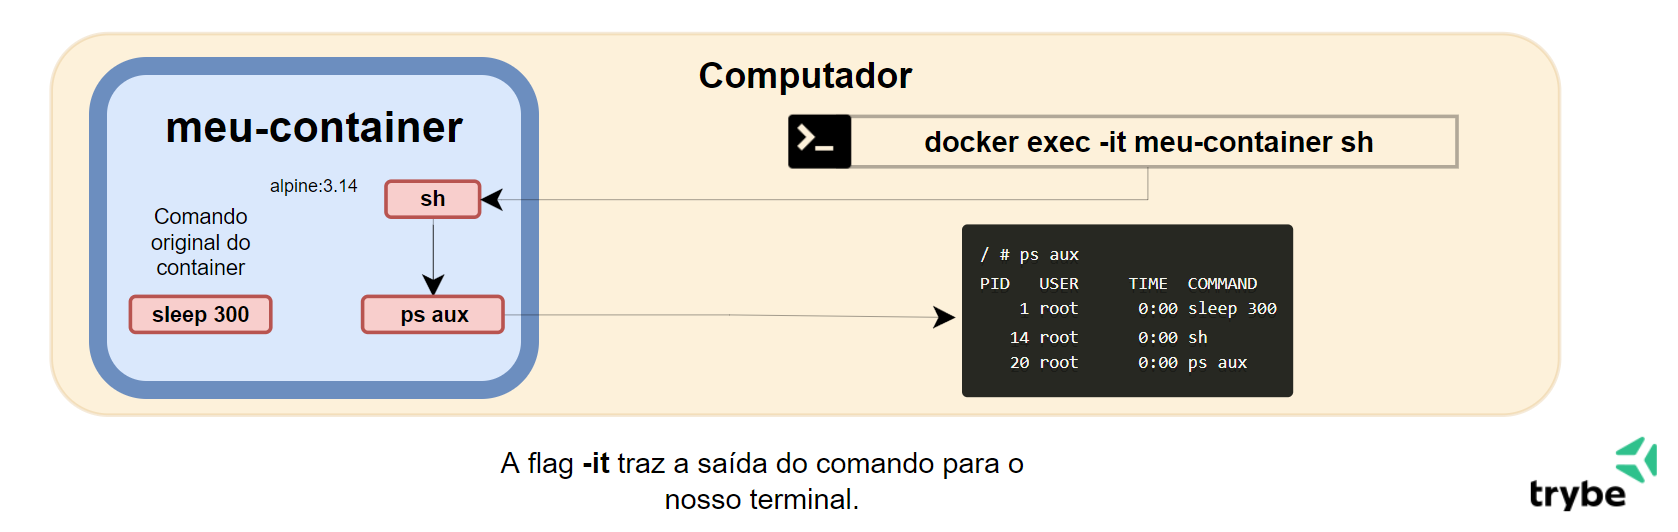 Computador
meu-container
docker exec -it meu-container sh
alpine:3.14
sh
Comando
original do
container
sleep 300
ps aux
/ # ps aux
PID USER TIME COMMAND
1 root 0:00 sleep 300
14 root 0:00 sh
20 root 0:00 ps aux
A flag -it traz a saída do comando para o
nosso terminal.
trybe